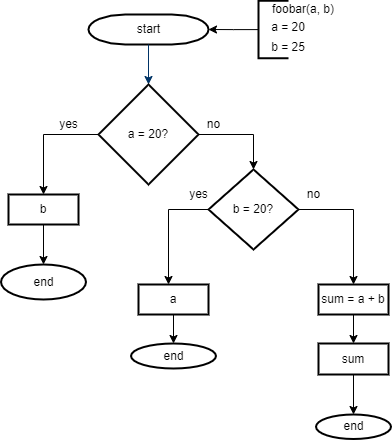 foobar(a, b)
start
a = 20
b = 25
yes
a = 20?
no
yes
b = 20?
no
b
end
a
sum = a + b
end
sum
end